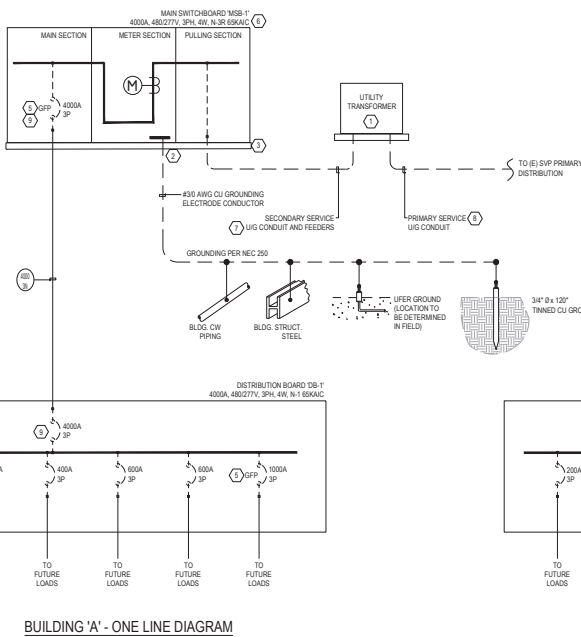 MAIN SWITCHBOARD 'MSB-1'
4000A, 480/277V, 3PH, 4W, N-3R 65KAIC
6
MAIN SECTION
METER SECTION
PULLING SECTION
M
5
GFP
4000A
3P
9
UTILITY
TRANSFORMER
1
2
3
TO (E) SVP PRIMARY
DISTRIBUTION
#3/0 AWG CU GROUNDING
ELECTRODE CONDUCTOR
SECONDARY SERVICE
U/G CONDUIT AND FEEDERS
7
PRIMARY SERVICE
U/G CONDUIT
8
GROUNDING PER NEC 250
4000
3N
BLDG. CW
PIPING
BLDG. STRUCT.
STEEL
UFER GROUND
(LOCATION TO
BE DETERMINED
IN FIELD)
3/4" Ø x 120"
TINNED CU GRO
DISTRIBUTION BOARD 'DB-1'
4000A, 480/277V, 3PH, 4W, N-1 65KAIC
9
4000A
3P
A
400A
3P
600A
3P
600A
3P
5
GFP
1000A
3P
200A
3P
TO
FUTURE
LOADS
TO
FUTURE
LOADS
TO
FUTURE
LOADS
TO
FUTURE
LOADS
TO
FUTURE
LOADS
BUILDING 'A' - ONE LINE DIAGRAM